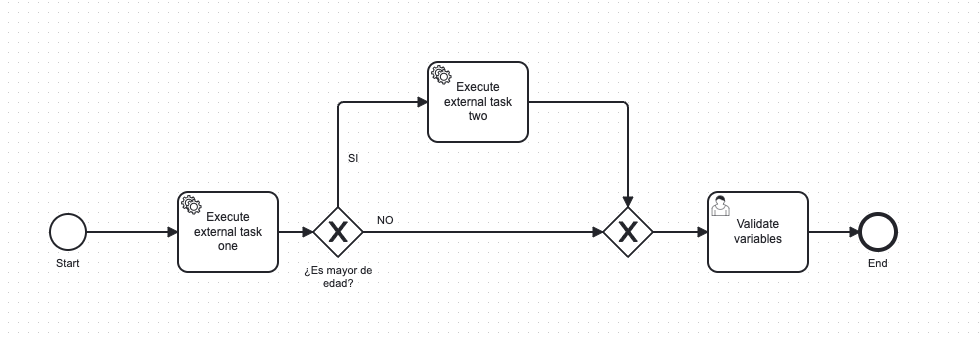 Execute
external task
two
SI
Execute
external task
one
NO
Validate
variables
Start
¿Es mayor de
edad?
End